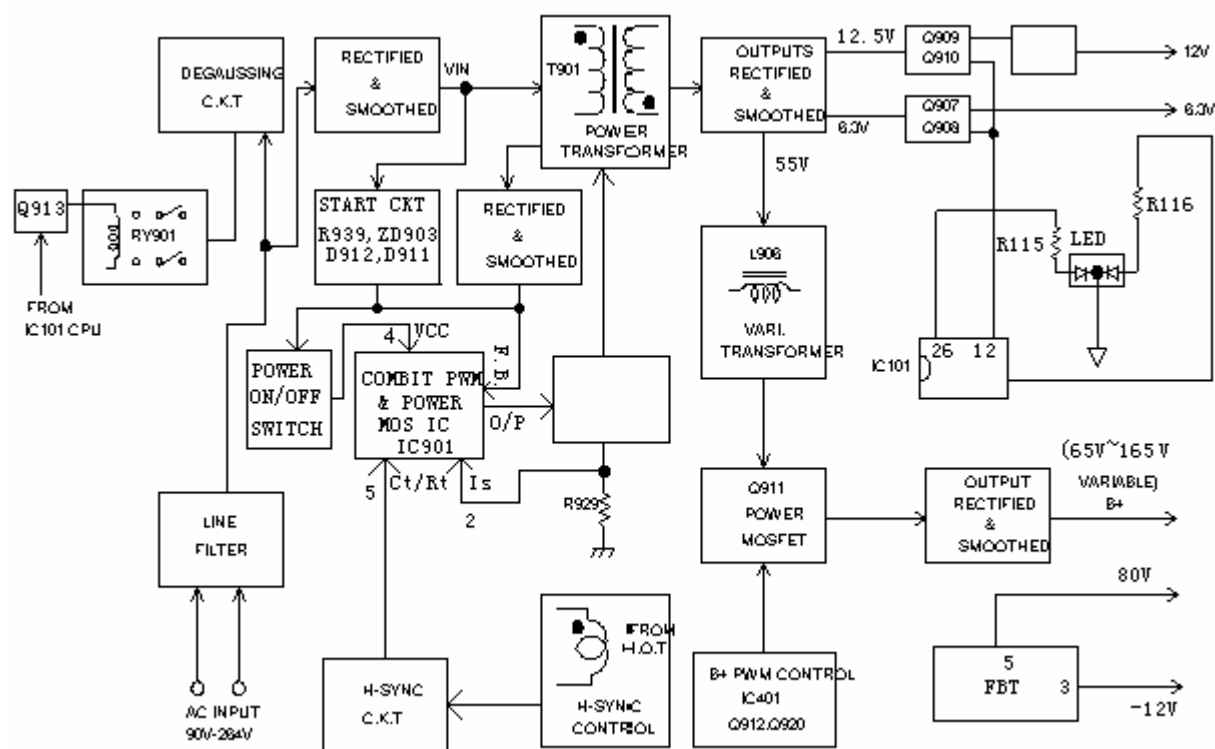 DEGAUSSING
C.K.T
RECTIFIED
&
SMOOTHED
VIN
T901
POWER
TRANSFORMER
OUTPUTS
RECTIFIED
&
SMOOTHED
12.5V
Q909
Q910
12V
6.3V
Q907
Q908
6.3V
55V
Q913
RY901
FROM
IC101 CPU
START CKT
R939,ZD903
D912,D911
RECTIFIED
&
SMOOTHED
L906
VARI.
TRANSFORMER
R115
LED
R116
IC101
26 12
POWER
ON/OFF
SWITCH
4
VCC
F.B.
COMBIT PWM
& POWER
MOS IC
IC901
O/P
5
Ct/Rt
Is
2
R929
LINE
FILTER
AC INPUT
90V-264V
H-SYNC
C.K.T
FROM
H.O.T
H-SYNC
CONTROL
Q911
POWER
MOSFET
B+ PWM CONTROL
IC401
Q912.Q920
OUTPUT
RECTIFIED
&
SMOOTHED
(65V~165V
VARIABLE)
B+
80V
5
FBT
3
-12V